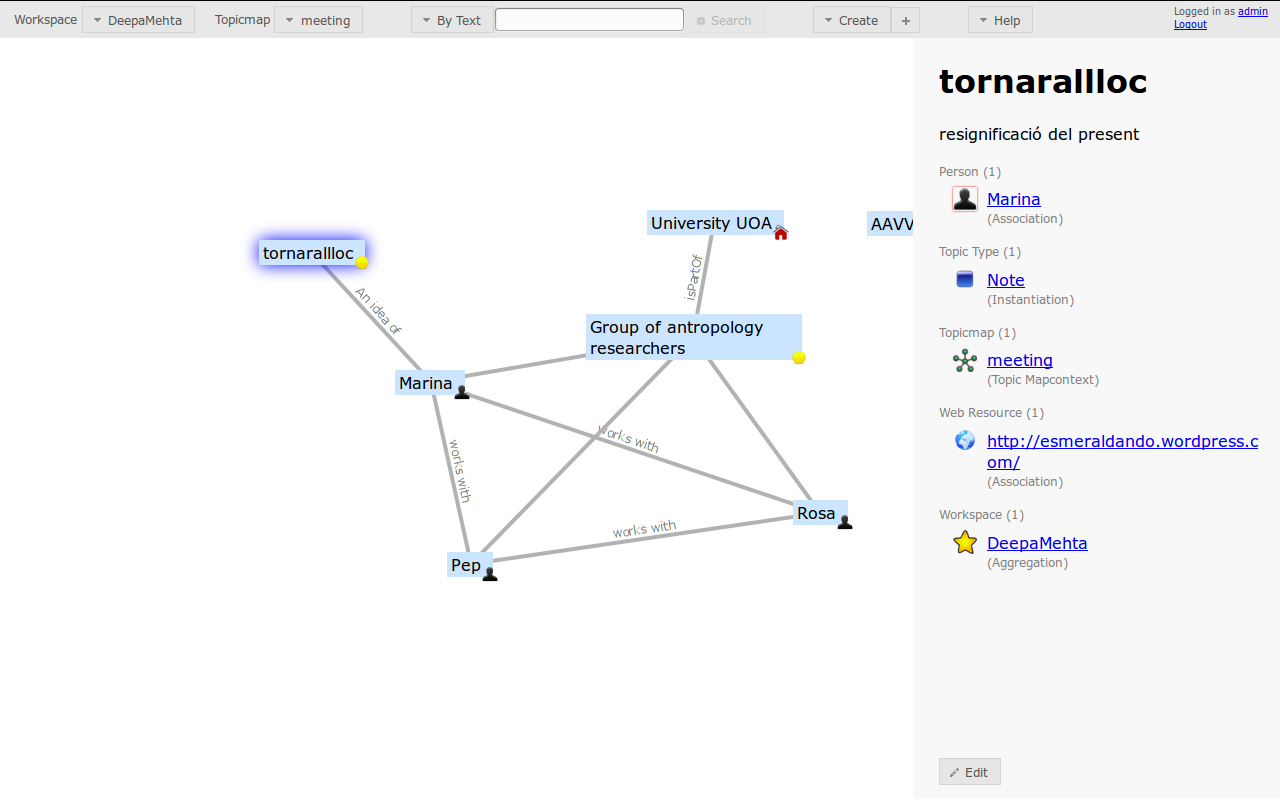 Workspace DeepaMehta Topicmap meeting By Text Search Create + Help
Logged in as admin
Logout
tornarallloc
resignificació del present
Person (1)
Marina
(Association)
Topic Type (1)
Note
(Instantiation)
Topicmap (1)
meeting
(Topic Mapcontext)
Web Resource (1)
http://esmeraldando.wordpress.c
om/
(Association)
Workspace (1)
DeepaMehta
(Aggregation)
Edit
University UOA
AAVV
tornarallloc
isPartOf
An idea of
Group of antropology
researchers
Marina
works with
works with
Rosa
works with
Pep